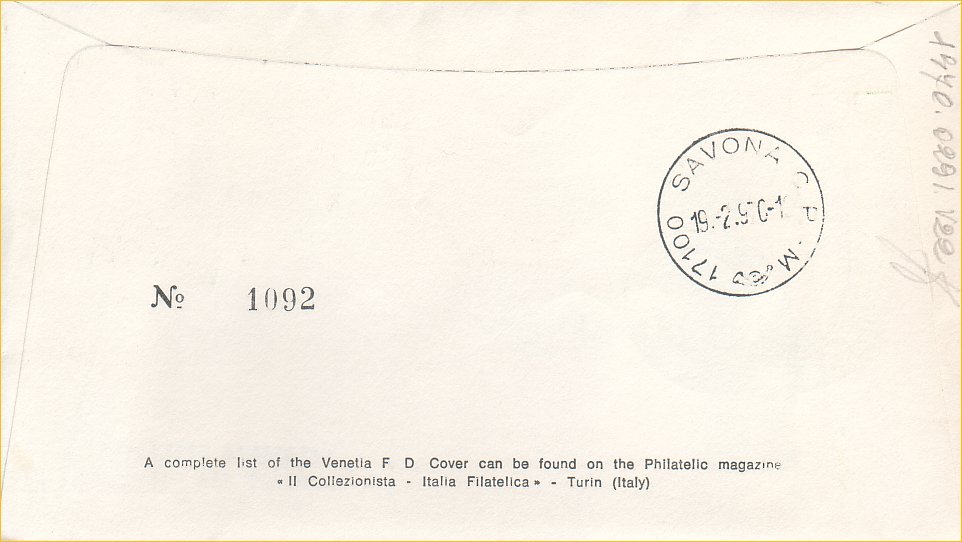 SAVONA C. P.
19.-2.
17100
№ 1092
A complete list of the Venetia F D Cover can be found on the Philatelic magazine
« Il Collezionista - Italia Filatelica » - Turin (Italy)